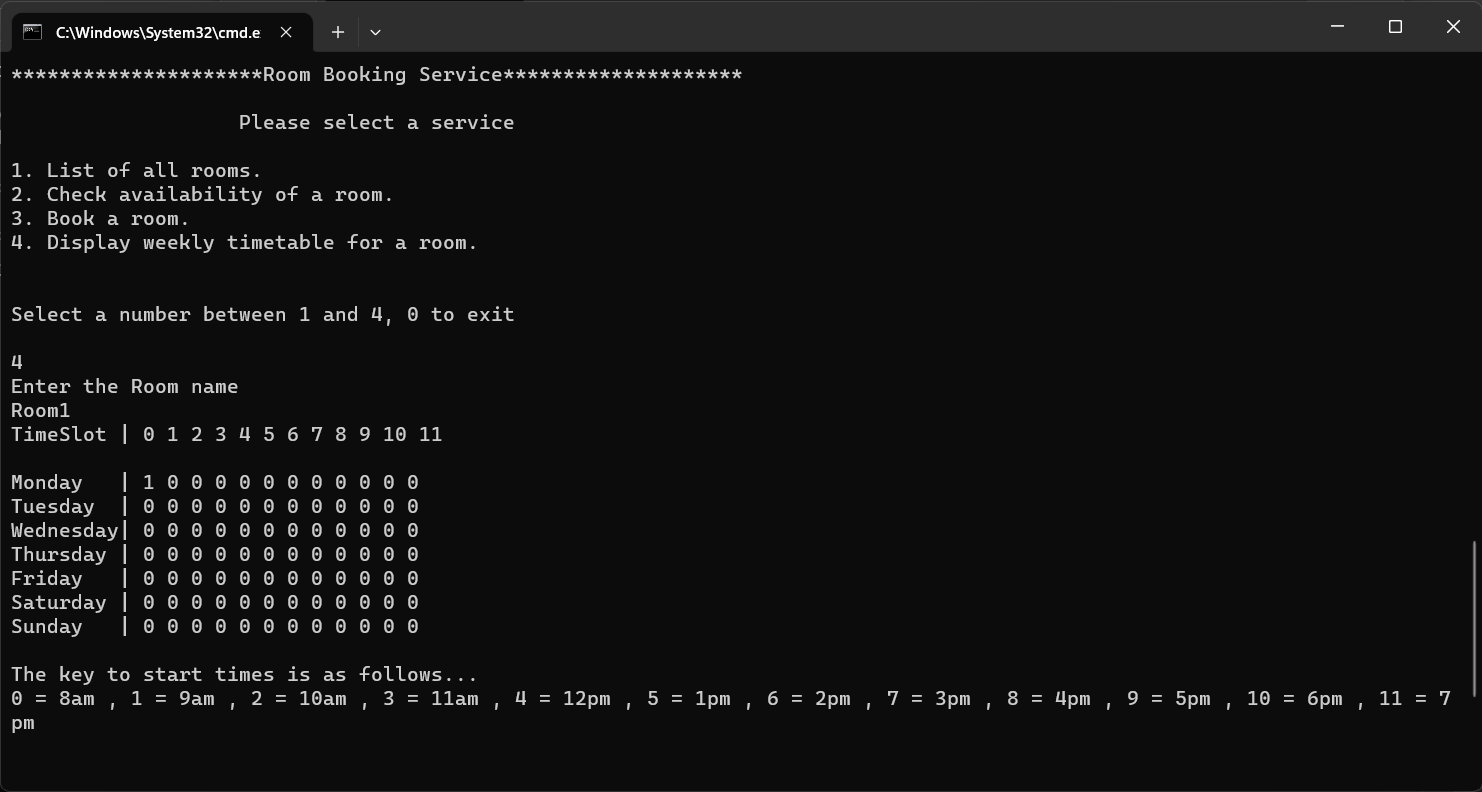 C:\Windows\System32\cmd.e
*********************Room Booking Service********************
Please select a service
1. List of all rooms.
2. Check availability of a room.
3. Book a room.
4. Display weekly timetable for a room.
Select a number between 1 and 4, 0 to exit
4
Enter the Room name
Room1
TimeSlot | 0 1 2 3 4 5 6 7 8 9 10 11
Monday   | 1 0 0 0 0 0 0 0 0 0 0 0
Tuesday  | 0 0 0 0 0 0 0 0 0 0 0 0
Wednesday| 0 0 0 0 0 0 0 0 0 0 0 0
Thursday | 0 0 0 0 0 0 0 0 0 0 0 0
Friday   | 0 0 0 0 0 0 0 0 0 0 0 0
Saturday | 0 0 0 0 0 0 0 0 0 0 0 0
Sunday   | 0 0 0 0 0 0 0 0 0 0 0 0
The key to start times is as follows...
0 = 8am , 1 = 9am , 2 = 10am , 3 = 11am , 4 = 12pm , 5 = 1pm , 6 = 2pm , 7 = 3pm , 8 = 4pm , 9 = 5pm , 10 = 6pm , 11 = 7
pm